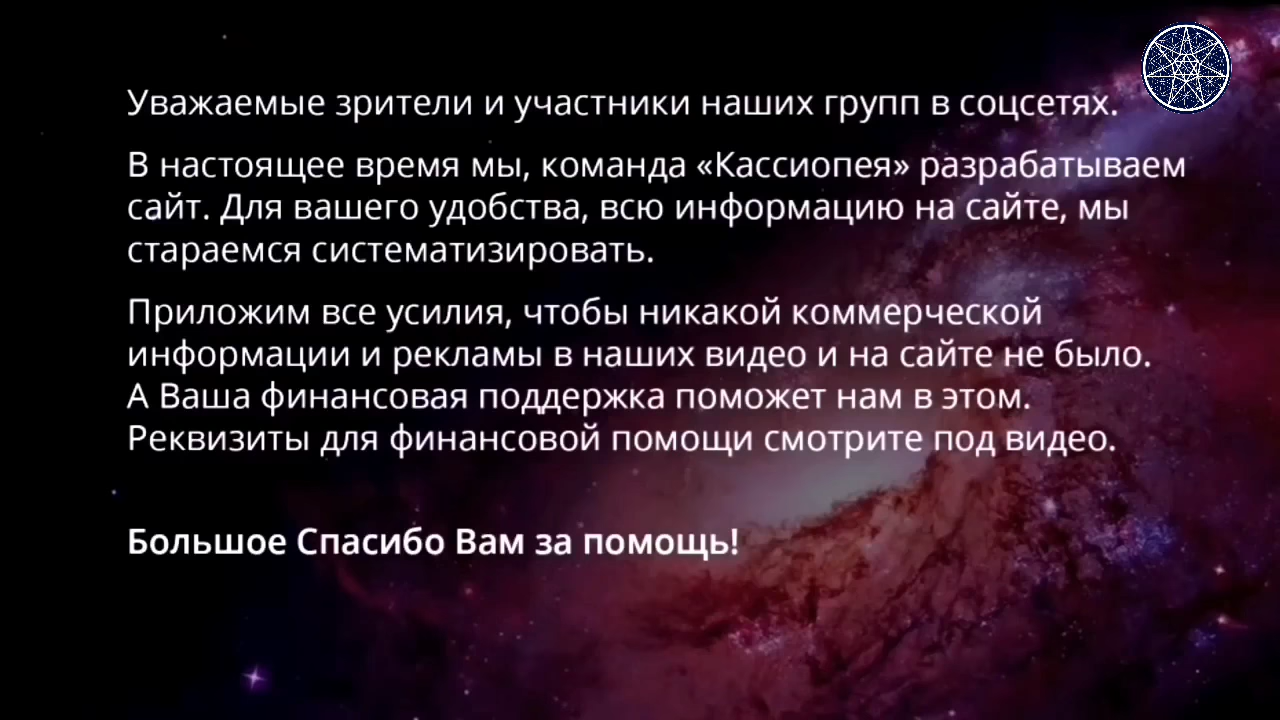 Уважаемые зрители и участники наших групп в соцсетях.
В настоящее время мы, команда «Кассиопея» разрабатываем
сайт. Для вашего удобства, всю информацию на сайте, мы
стараемся систематизировать.
Приложим все усилия, чтобы никакой коммерческой
информации и рекламы в наших видео и на сайте не было.
А Ваша финансовая поддержка поможет нам в этом.
Реквизиты для финансовой помощи смотрите под видео.
Большое Спасибо Вам за помощь!